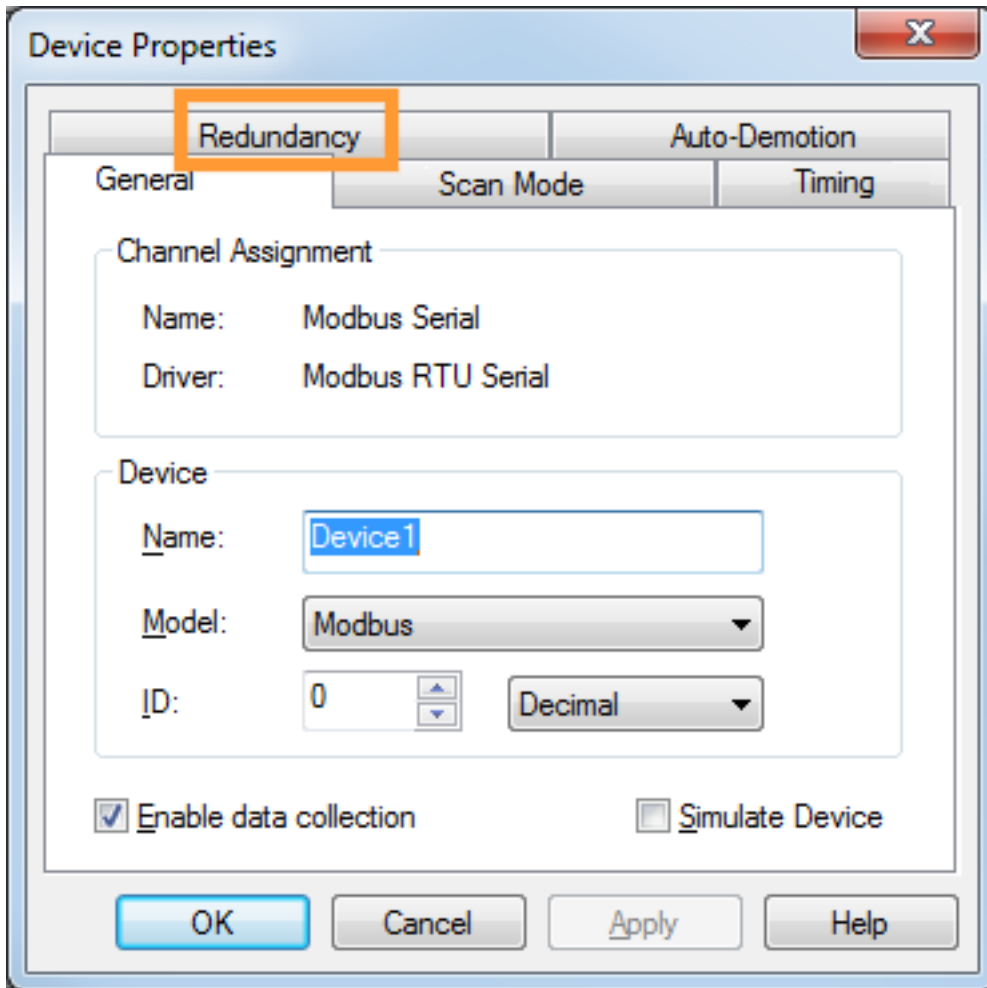 Device Properties
Redundancy Auto-Demotion
General Scan Mode Timing
Channel Assignment
Name: Modbus Serial
Driver: Modbus RTU Serial
Device
Name: Device1
Model: Modbus
ID: 0 Decimal
Enable data collection Simulate Device
OK Cancel Apply Help